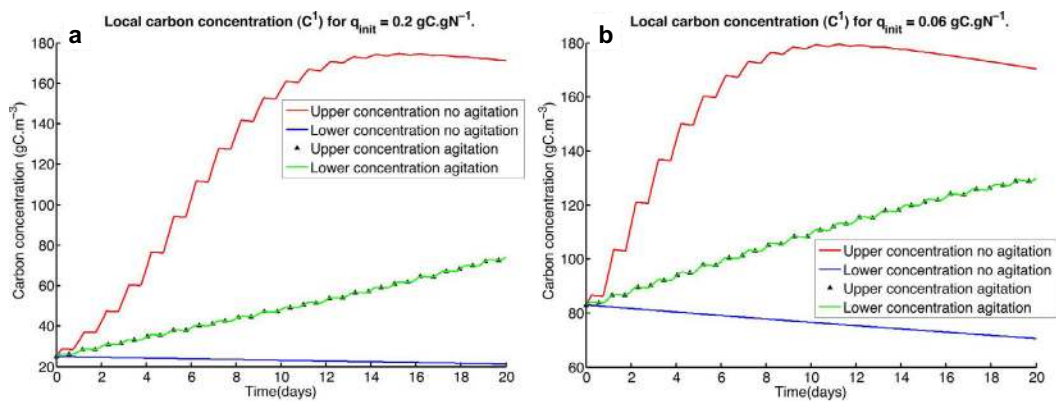 Local carbon concentration (C¹) for q_init = 0.2 gC.gN⁻¹.
a
Carbon concentration (gC.m⁻³)
180
160
140
120
100
80
60
40
20
Upper concentration no agitation
Lower concentration no agitation
Upper concentration agitation
Lower concentration agitation
0 2 4 6 8 10 12 14 16 18 20
Time(days)
Local carbon concentration (C¹) for q_init = 0.06 gC.gN⁻¹.
b
Carbon concentration (gC.m⁻³)
180
160
140
120
100
80
60
Upper concentration no agitation
Lower concentration no agitation
Upper concentration agitation
Lower concentration agitation
0 2 4 6 8 10 12 14 16 18 20
Time(days)